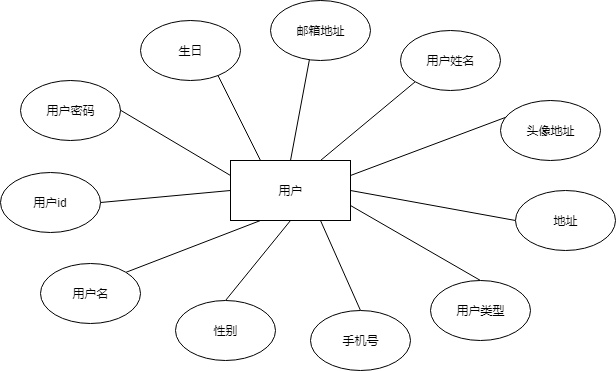 邮箱地址
生日
用户姓名
用户密码
头像地址
用户
用户id
地址
用户名
用户类型
性别
手机号